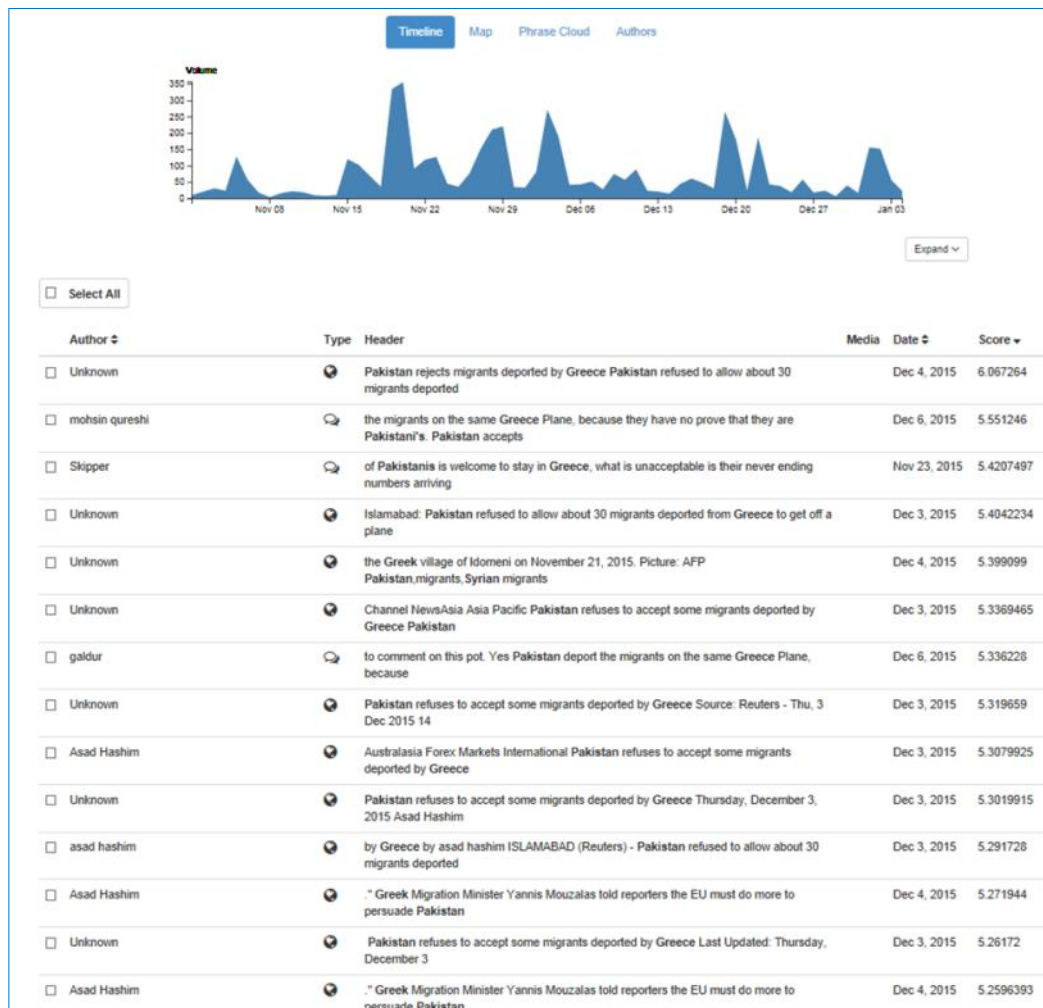 Timeline Map Phrase Cloud Authors
Volume
350
300
250
200
150
100
50
0
Nov 08 Nov 15 Nov 22 Nov 29 Dec 06 Dec 13 Dec 20 Dec 27 Jan 03
Expand
Select All
Author Type Header Media Date Score
Unknown Pakistan rejects migrants deported by Greece Pakistan refused to allow about 30 Dec 4, 2015 6.067264
migrants deported
mohsin qureshi the migrants on the same Greece Plane, because they have no prove that they are Dec 6, 2015 5.551246
Pakistani's. Pakistan accepts
Skipper of Pakistanis is welcome to stay in Greece, what is unacceptable is their never ending Nov 23, 2015 5.4207497
numbers arriving
Unknown Islamabad: Pakistan refused to allow about 30 migrants deported from Greece to get off a Dec 3, 2015 5.4042234
plane
Unknown the Greek village of Idomeni on November 21, 2015. Picture: AFP Dec 4, 2015 5.399099
Pakistan,migrants,Syrian migrants
Unknown Channel NewsAsia Asia Pacific Pakistan refuses to accept some migrants deported by Dec 3, 2015 5.3369465
Greece Pakistan
galdur to comment on this pot. Yes Pakistan deport the migrants on the same Greece Plane, Dec 6, 2015 5.336228
because
Unknown Pakistan refuses to accept some migrants deported by Greece Source: Reuters - Thu, 3 Dec 3, 2015 5.319659
Dec 2015 14
Asad Hashim Australasia Forex Markets International Pakistan refuses to accept some migrants Dec 3, 2015 5.3079925
deported by Greece
Unknown Pakistan refuses to accept some migrants deported by Greece Thursday, December 3, Dec 3, 2015 5.3019915
2015 Asad Hashim
asad hashim by Greece by asad hashim ISLAMABAD (Reuters) - Pakistan refused to allow about 30 Dec 3, 2015 5.291728
migrants deported
Asad Hashim ." Greek Migration Minister Yannis Mouzalas told reporters the EU must do more to Dec 4, 2015 5.271944
persuade Pakistan
Unknown Pakistan refuses to accept some migrants deported by Greece Last Updated: Thursday, Dec 3, 2015 5.26172
December 3
Asad Hashim ." Greek Migration Minister Yannis Mouzalas told reporters the EU must do more to Dec 4, 2015 5.2596393
persuade Pakistan